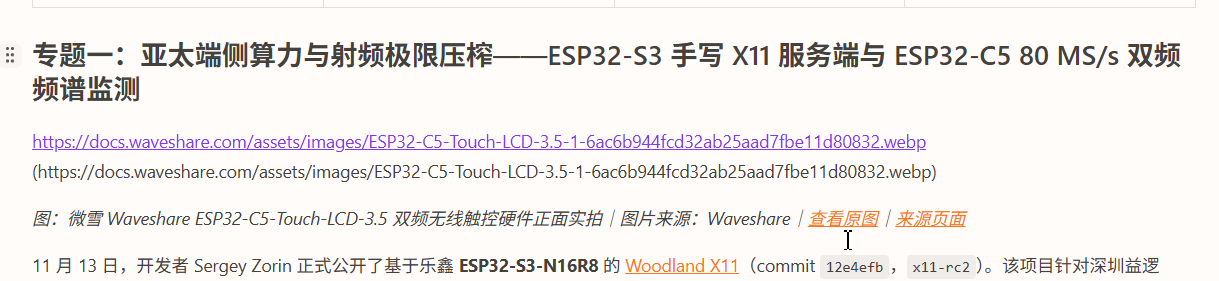 专题一：亚太端侧算力与射频极限压榨——ESP32-S3 手写 X11 服务端与 ESP32-C5 80 MS/s 双频
频谱监测
https://docs.waveshare.com/assets/images/ESP32-C5-Touch-LCD-3.5-1-6ac6b944fcd32ab25aad7fbe11d80832.webp
(https://docs.waveshare.com/assets/images/ESP32-C5-Touch-LCD-3.5-1-6ac6b944fcd32ab25aad7fbe11d80832.webp)
图：微雪 Waveshare ESP32-C5-Touch-LCD-3.5 双频无线触控硬件正面实拍｜图片来源：Waveshare｜查看原图｜来源页面
11 月 13 日，开发者 Sergey Zorin 正式公开了基于乐鑫 ESP32-S3-N16R8 的 Woodland X11（commit 12e4efb，x11-rc2）。该项目针对深圳益逻